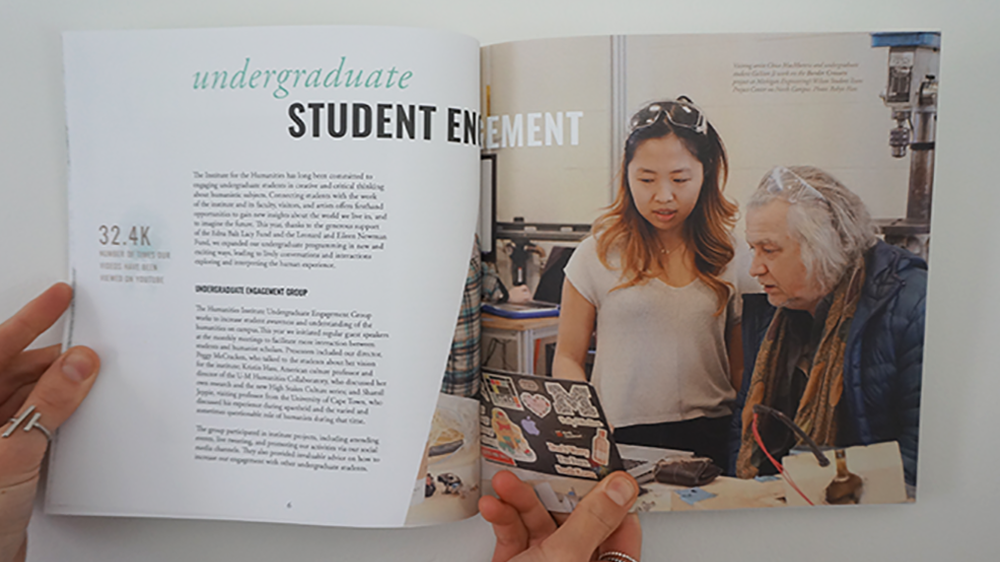 undergraduate
STUDENT ENGEMENT
Visiting artist Chico MacMurtrie and undergraduate
student work on the Border Crossers
project at Michigan Engineering's Wilson Student Team
Project Center on North Campus. Photo:
The Institute for the Humanities has long been committed to
engaging undergraduate students in creative and critical thinking
about humanistic subjects. Connecting students with the work
of the institute and its faculty, visitors, and artists offers firsthand
opportunities to gain new insights about the world we live in, and
to imagine the future. This year, thanks to the generous support
of the Edna Balz Lacy Fund and the Leonard and Eileen Newman
Fund, we expanded our undergraduate programming in new and
exciting ways, leading to lively conversations and interactions
exploring and interpreting the human experience.
32.4K
NUMBER OF TIMES OUR
VIDEOS HAVE BEEN
VIEWED ON YOUTUBE
UNDERGRADUATE ENGAGEMENT GROUP
The Humanities Institute Undergraduate Engagement Group
works to increase student awareness and understanding of the
humanities on campus. This year we initiated regular guest speakers
at the monthly meetings to facilitate more interaction between
students and humanist scholars. Presenters included our director,
Peggy McCracken, who talked to the students about her vision
for the institute; Kristin Hass, American culture professor and
director of the U-M Humanities Collaboratory, who discussed her
own research and the new High Stakes Culture series; and
visiting professor from the University of Cape Town, who
discussed his experience during apartheid and the varied and
sometimes questionable role of humanists during that time.
The group participated in institute projects, including attending
events, live tweeting, and promoting our activities via our social
media channels. They also provided invaluable advice on how to
increase our engagement with other undergraduate students.
6
M